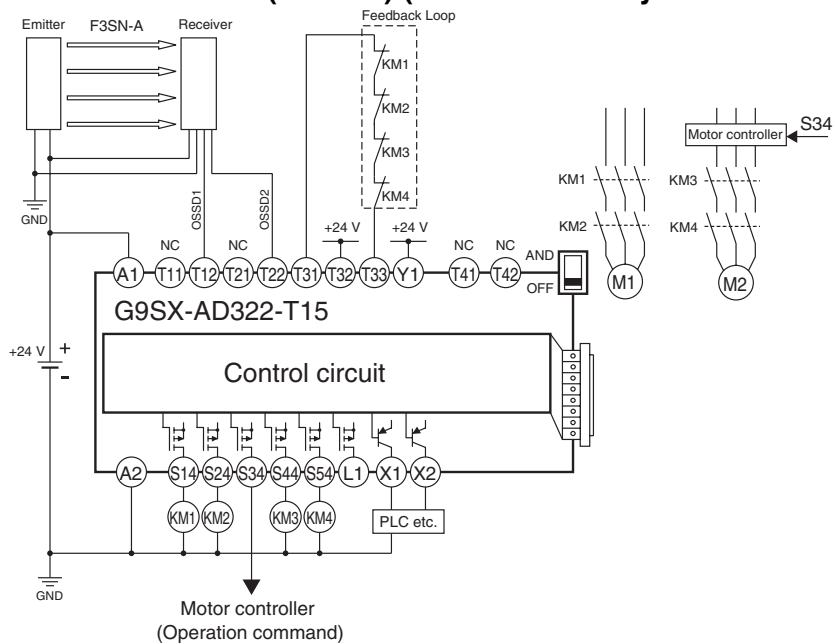 Emitter F3SN-A Receiver
Feedback Loop
KM1
KM2
KM3
KM4
Motor controller
S34
KM1
KM2
KM3
KM4
M1
M2
GND
OSSD1
OSSD2
+24 V
+24 V
NC
NC
NC
NC
A1
T11
T12
T21
T22
T31
T32
T33
Y1
T41
T42
AND
OFF
G9SX-AD322-T15
+24 V
+
-
Control circuit
A2
S14
S24
S34
S44
S54
L1
X1
X2
KM1
KM2
KM3
KM4
PLC etc.
GND
Motor controller
(Operation command)